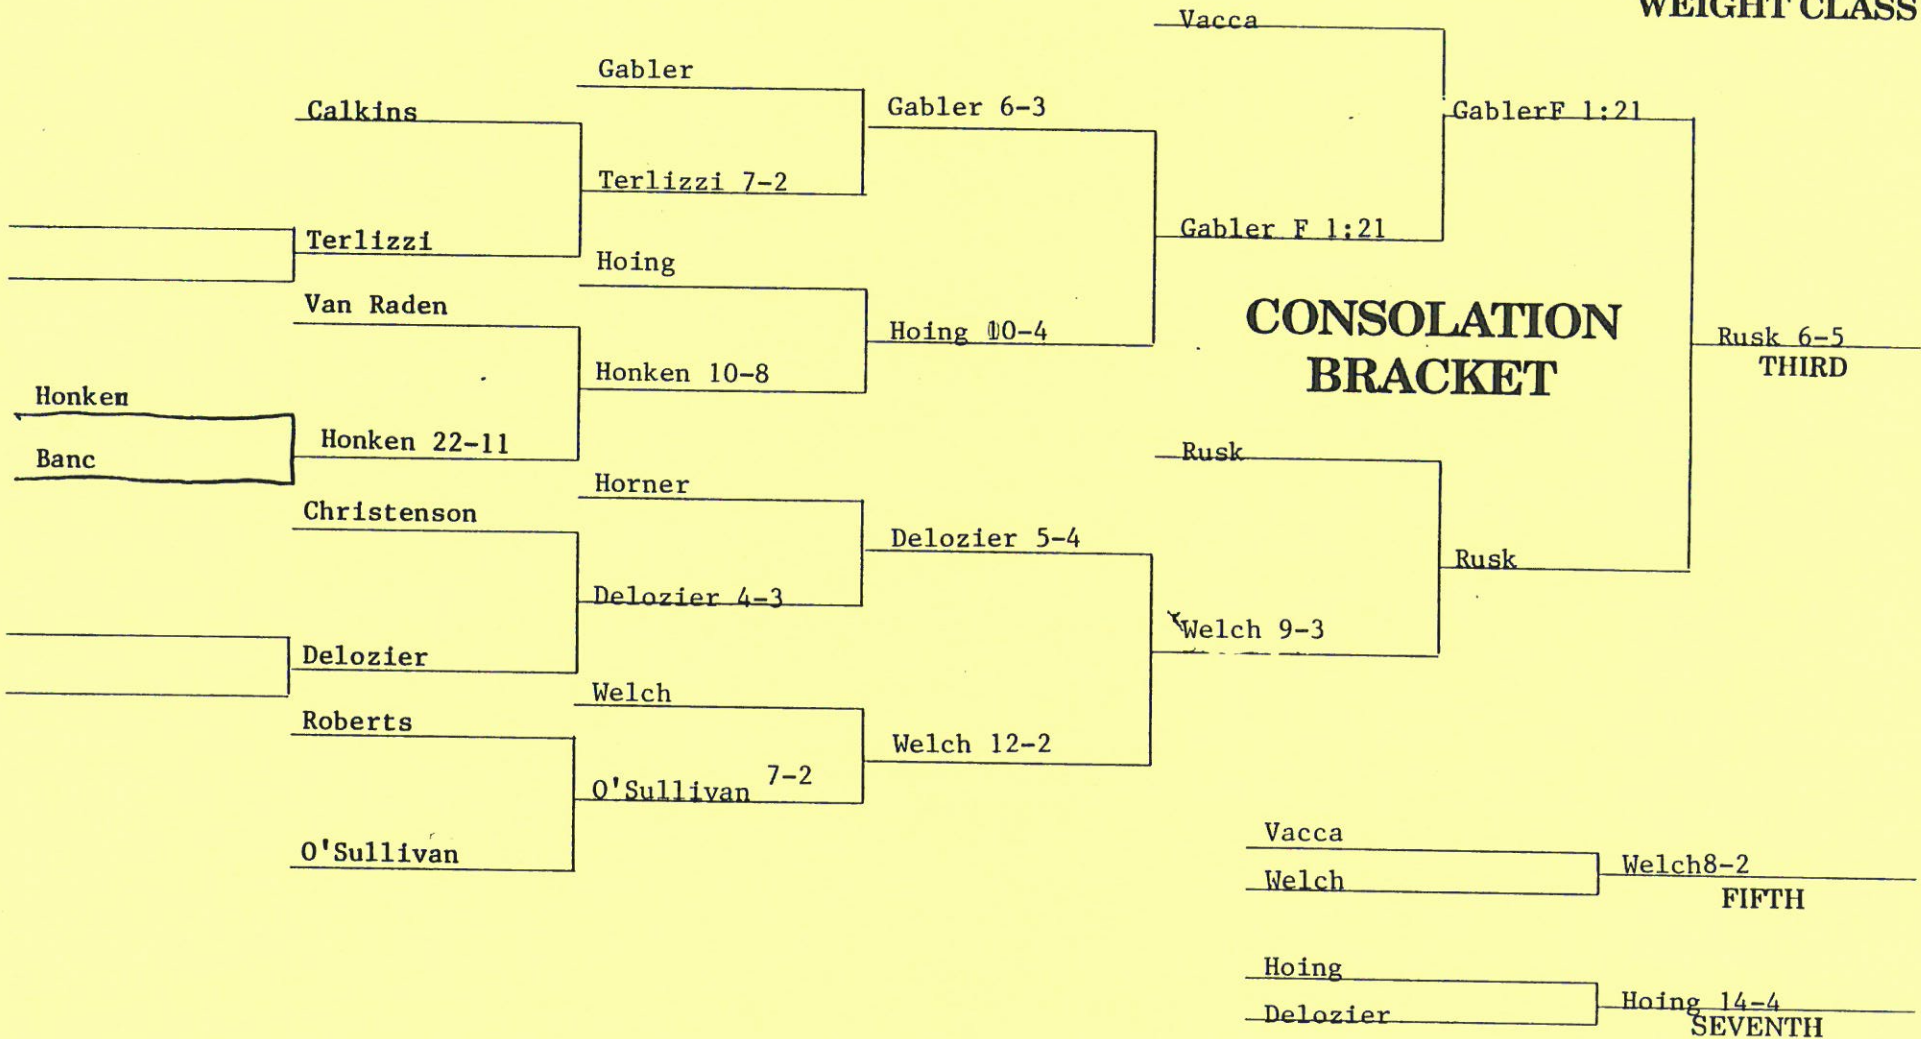 WEIGHT CLASS
Vacca
Gabler
Calkins
Gabler 6-3
GablerF 1:21
Terlizzi 7-2
Terlizzi
Gabler F 1:21
Hoing
Van Raden
CONSOLATION
BRACKET
Hoing 10-4
Rusk 6-5
THIRD
Honken 10-8
Honken
Honken 22-11
Banc
Rusk
Horner
Christenson
Delozier 5-4
Rusk
Delozier 4-3
Welch 9-3
Delozier
Welch
Roberts
Welch 12-2
O'Sullivan 7-2
O'Sullivan
Vacca
Welch8-2
Welch
FIFTH
Hoing
Hoing 14-4
Delozier
SEVENTH